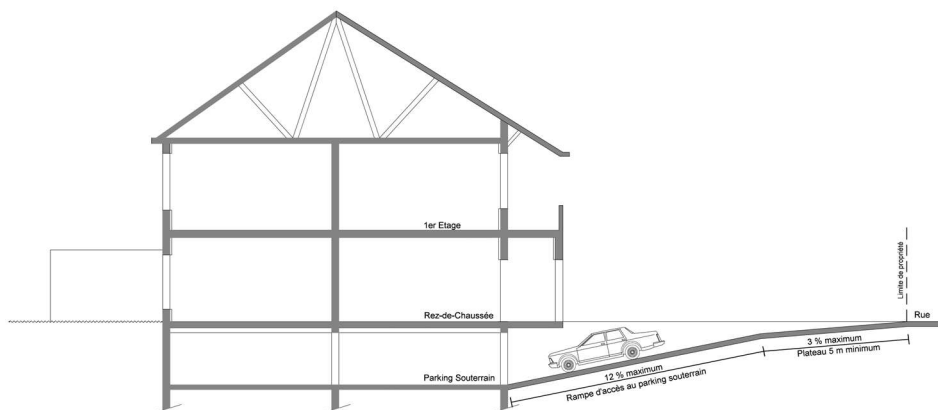 1er Etage
Limite de propriété
Rez-de-Chaussée
Rue
3 % maximum
Plateau 5 m minimum
Parking Souterrain
12 % maximum
Rampe d'accès au parking souterrain